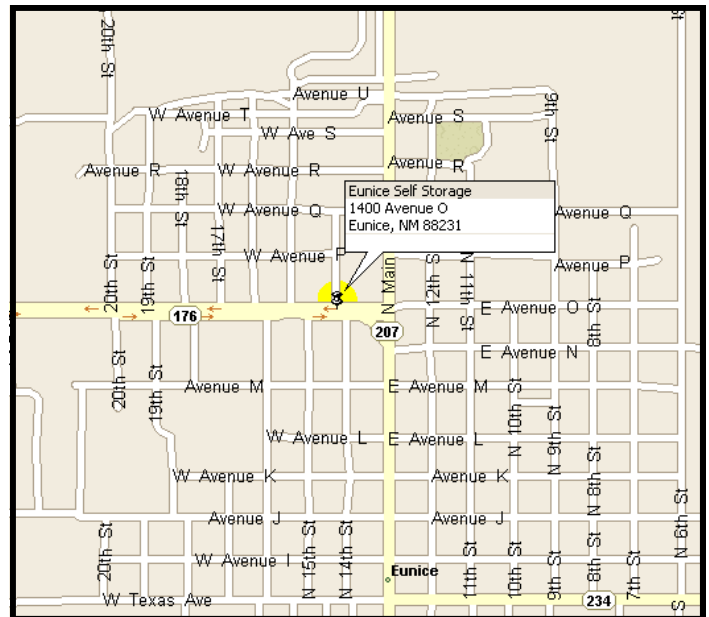 20th St
Avenue U
W Avenue T
Avenue S
9th St
W Ave S
Avenue R
W Avenue R
Avenue R
18th St
Eunice Self Storage
1400 Avenue O
Eunice, NM 88231
W Avenue Q
Avenue Q
17th St
W Avenue P
Avenue P
20th St
19th St
N Main
N 12th S
N 11th St
E Avenue O
8th St
176
207
E Avenue N
20th St
19th St
Avenue M
E Avenue M
N 10th St
W Avenue L
E Avenue L
N 9th St
W Avenue K
Avenue K
N 8th St
N 6th St
Avenue J
Avenue J
20th St
N 15th St
N 14th St
W Avenue I
11th St
10th St
9th St
8th St
7th St
Eunice
W Texas Ave
234
S